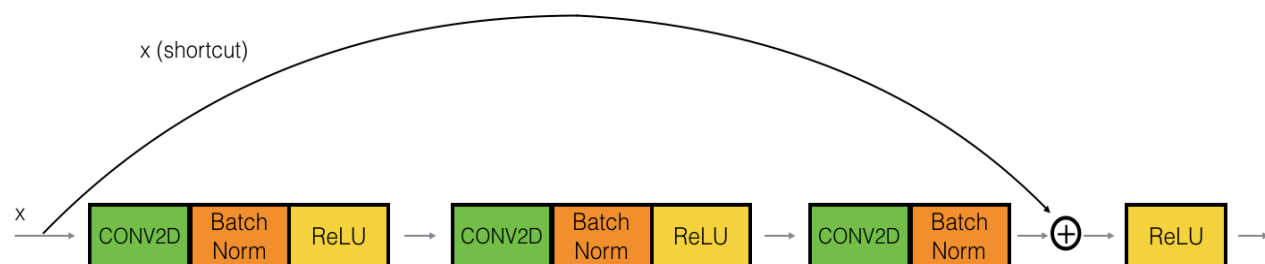 x (shortcut)
x
CONV2D
Batch
Norm
ReLU
CONV2D
Batch
Norm
ReLU
CONV2D
Batch
Norm
+
ReLU